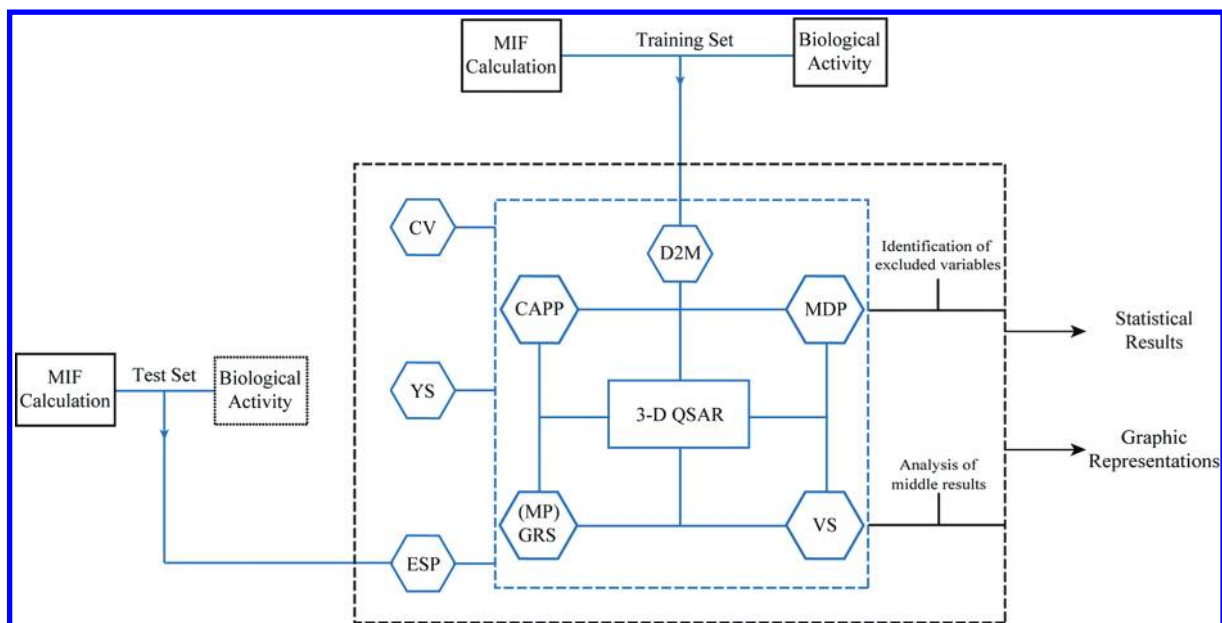 MIF
Calculation
Training Set
Biological
Activity
CV
D2M
Identification of
excluded variables
CAPP
MDP
Statistical
Results
MIF
Calculation
Test Set
Biological
Activity
YS
3-D QSAR
Graphic
Representations
Analysis of
middle results
(MP)
GRS
VS
ESP